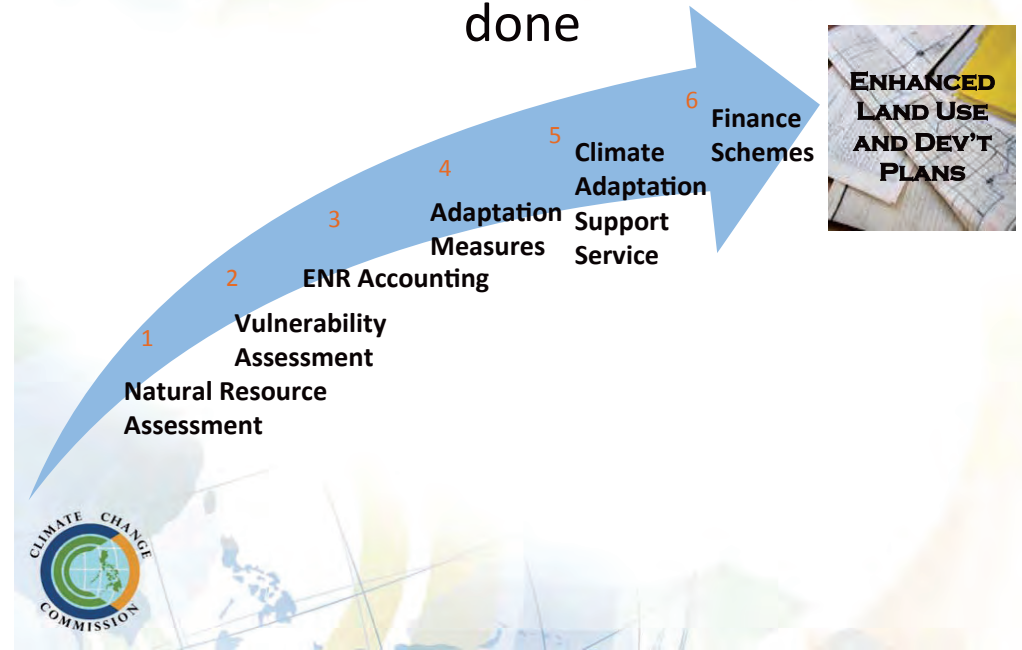 done
1
Natural Resource
Assessment
2
Vulnerability
Assessment
3
ENR Accounting
4
Adaptation
Measures
5
Climate
Adaptation
Support
Service
6
Finance
Schemes
ENHANCED
LAND USE
AND DEV'T
PLANS
CLIMATE CHANGE
COMMISSION